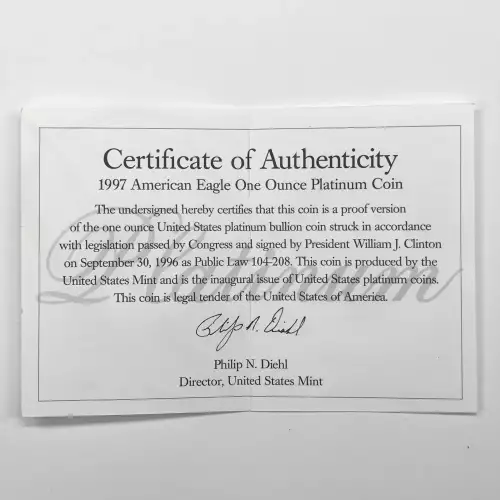 Certificate of Authenticity
1997 American Eagle One Ounce Platinum Coin
The undersigned hereby certifies that this coin is a proof version
of the one ounce United States platinum bullion coin struck in accordance
with legislation passed by Congress and signed by President William J. Clinton
on September 30, 1996 as Public Law 104-208. This coin is produced by the
United States Mint and is the inaugural issue of United States platinum coins.
This coin is legal tender of the United States of America.
Platinum
Philip N. Diehl
Philip N. Diehl
Director, United States Mint